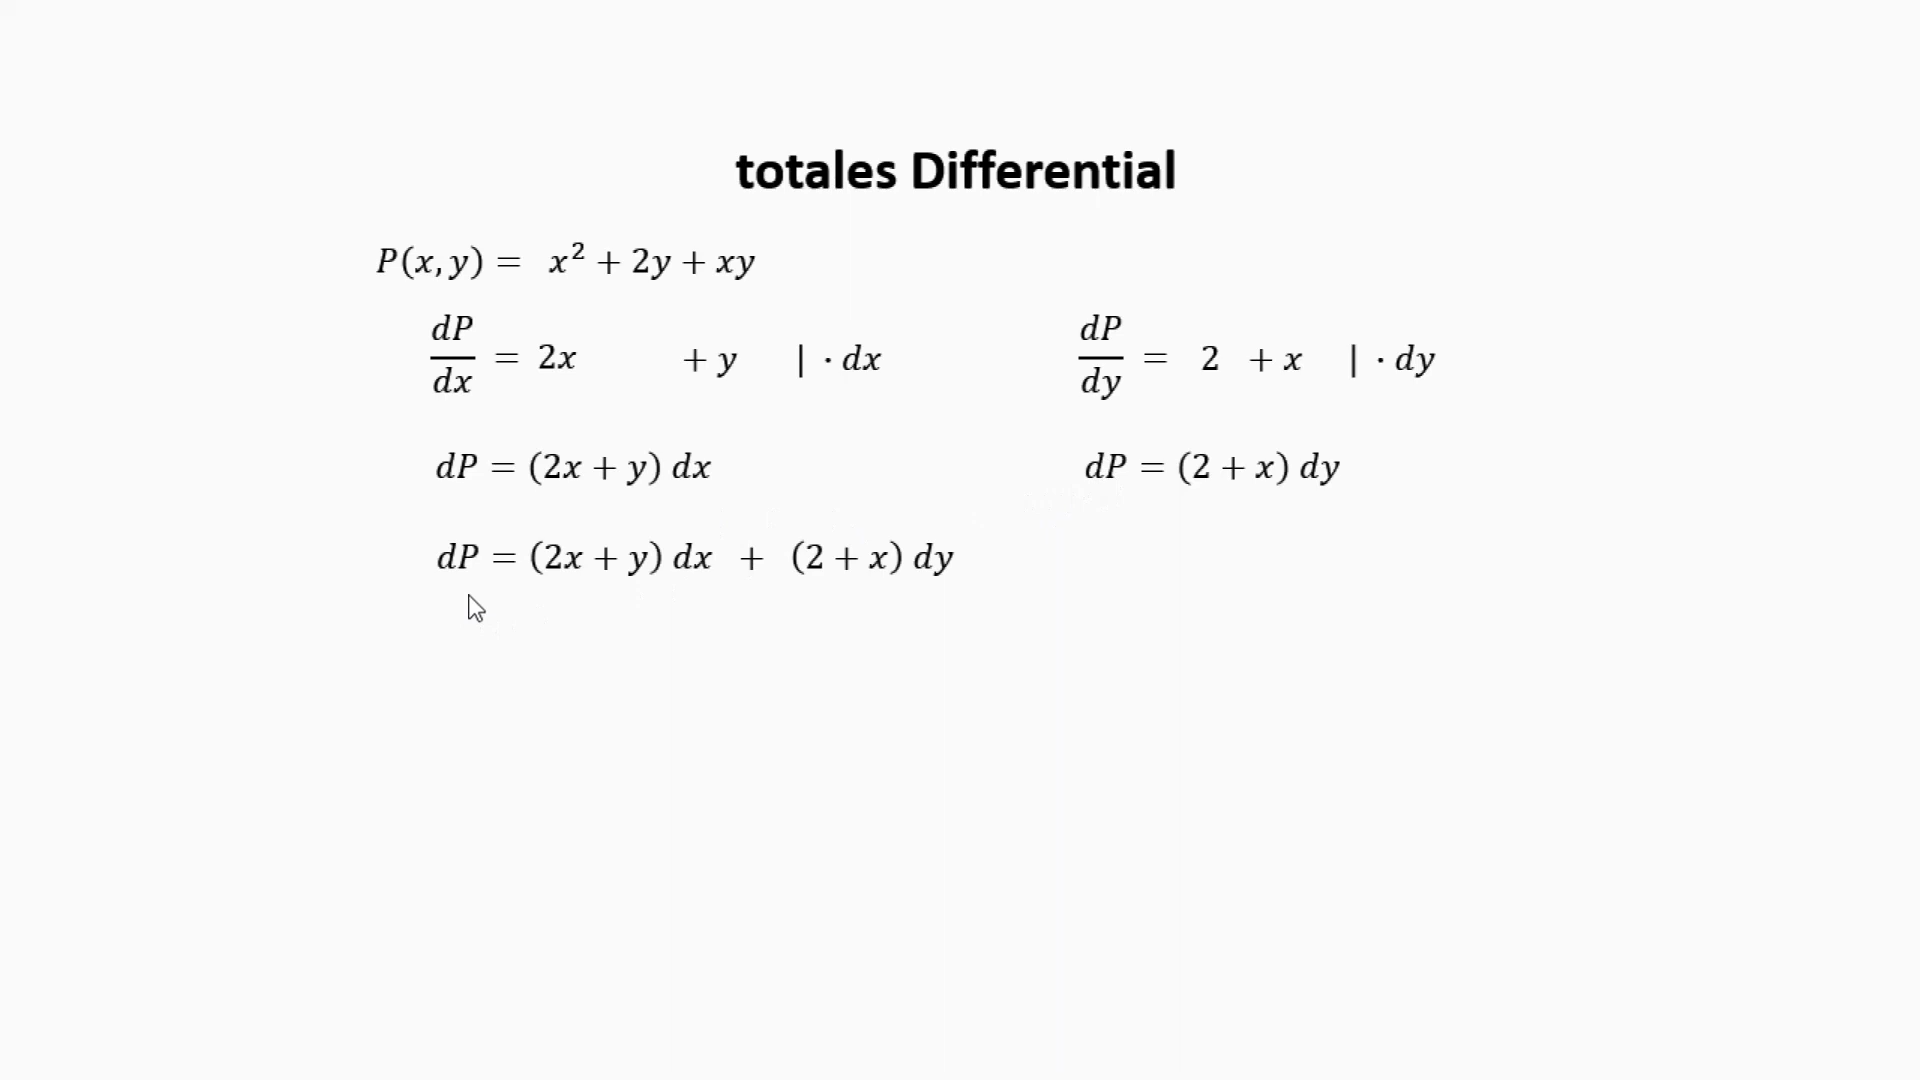 totales Differential
P(x, y) = x² + 2y + xy
dP/dx = 2x + y | · dx
dP/dy = 2 + x | · dy
dP = (2x + y) dx
dP = (2 + x) dy
dP = (2x + y) dx + (2 + x) dy